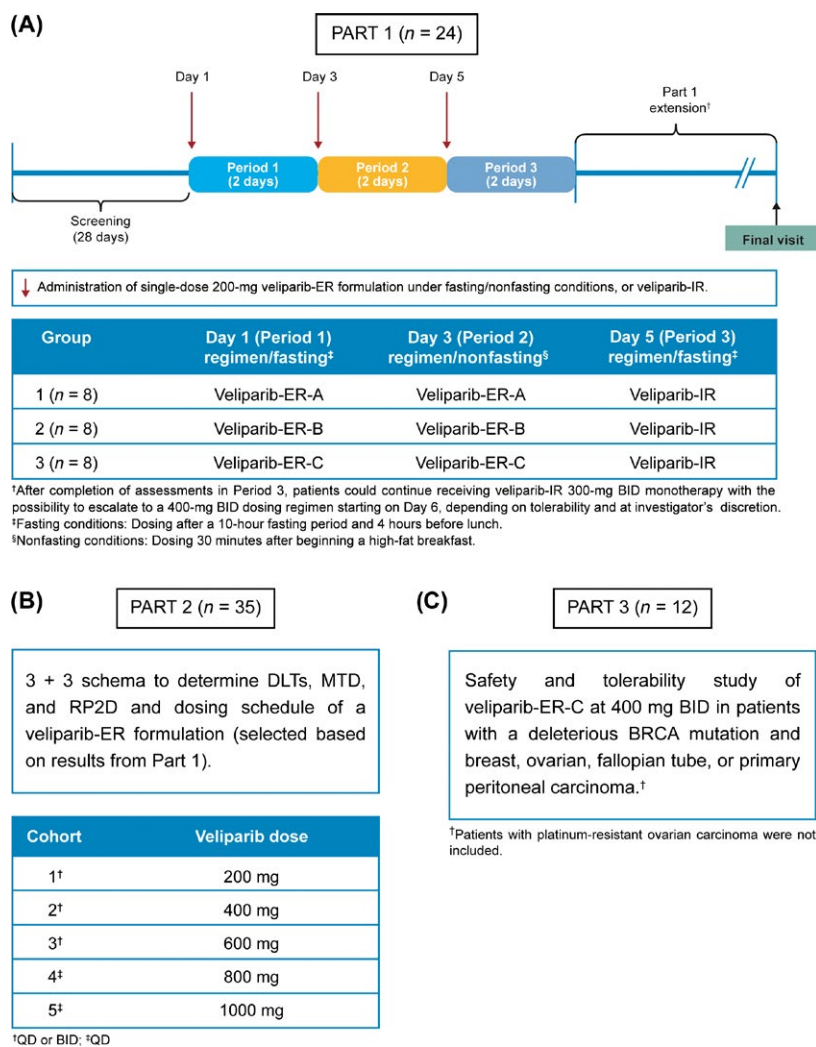 (A)
PART 1 (n = 24)
Day 1
Day 3
Day 5
Part 1
extension†
Period 1
(2 days)
Period 2
(2 days)
Period 3
(2 days)
Screening
(28 days)
Final visit
Administration of single-dose 200-mg veliparib-ER formulation under fasting/nonfasting conditions, or veliparib-IR.
Group
Day 1 (Period 1)
regimen/fasting‡
Day 3 (Period 2)
regimen/nonfasting§
Day 5 (Period 3)
regimen/fasting‡
1 (n = 8) Veliparib-ER-A Veliparib-ER-A Veliparib-IR
2 (n = 8) Veliparib-ER-B Veliparib-ER-B Veliparib-IR
3 (n = 8) Veliparib-ER-C Veliparib-ER-C Veliparib-IR
†After completion of assessments in Period 3, patients could continue receiving veliparib-IR 300-mg BID monotherapy with the
possibility to escalate to a 400-mg BID dosing regimen starting on Day 6, depending on tolerability and at investigator's discretion.
‡Fasting conditions: Dosing after a 10-hour fasting period and 4 hours before lunch.
§Nonfasting conditions: Dosing 30 minutes after beginning a high-fat breakfast.
(B)
PART 2 (n = 35)
3 + 3 schema to determine DLTs, MTD,
and RP2D and dosing schedule of a
veliparib-ER formulation (selected based
on results from Part 1).
Cohort Veliparib dose
1† 200 mg
2† 400 mg
3† 600 mg
4‡ 800 mg
5‡ 1000 mg
†QD or BID; ‡QD
(C)
PART 3 (n = 12)
Safety and tolerability study of
veliparib-ER-C at 400 mg BID in patients
with a deleterious BRCA mutation and
breast, ovarian, fallopian tube, or primary
peritoneal carcinoma.†
†Patients with platinum-resistant ovarian carcinoma were not
included.